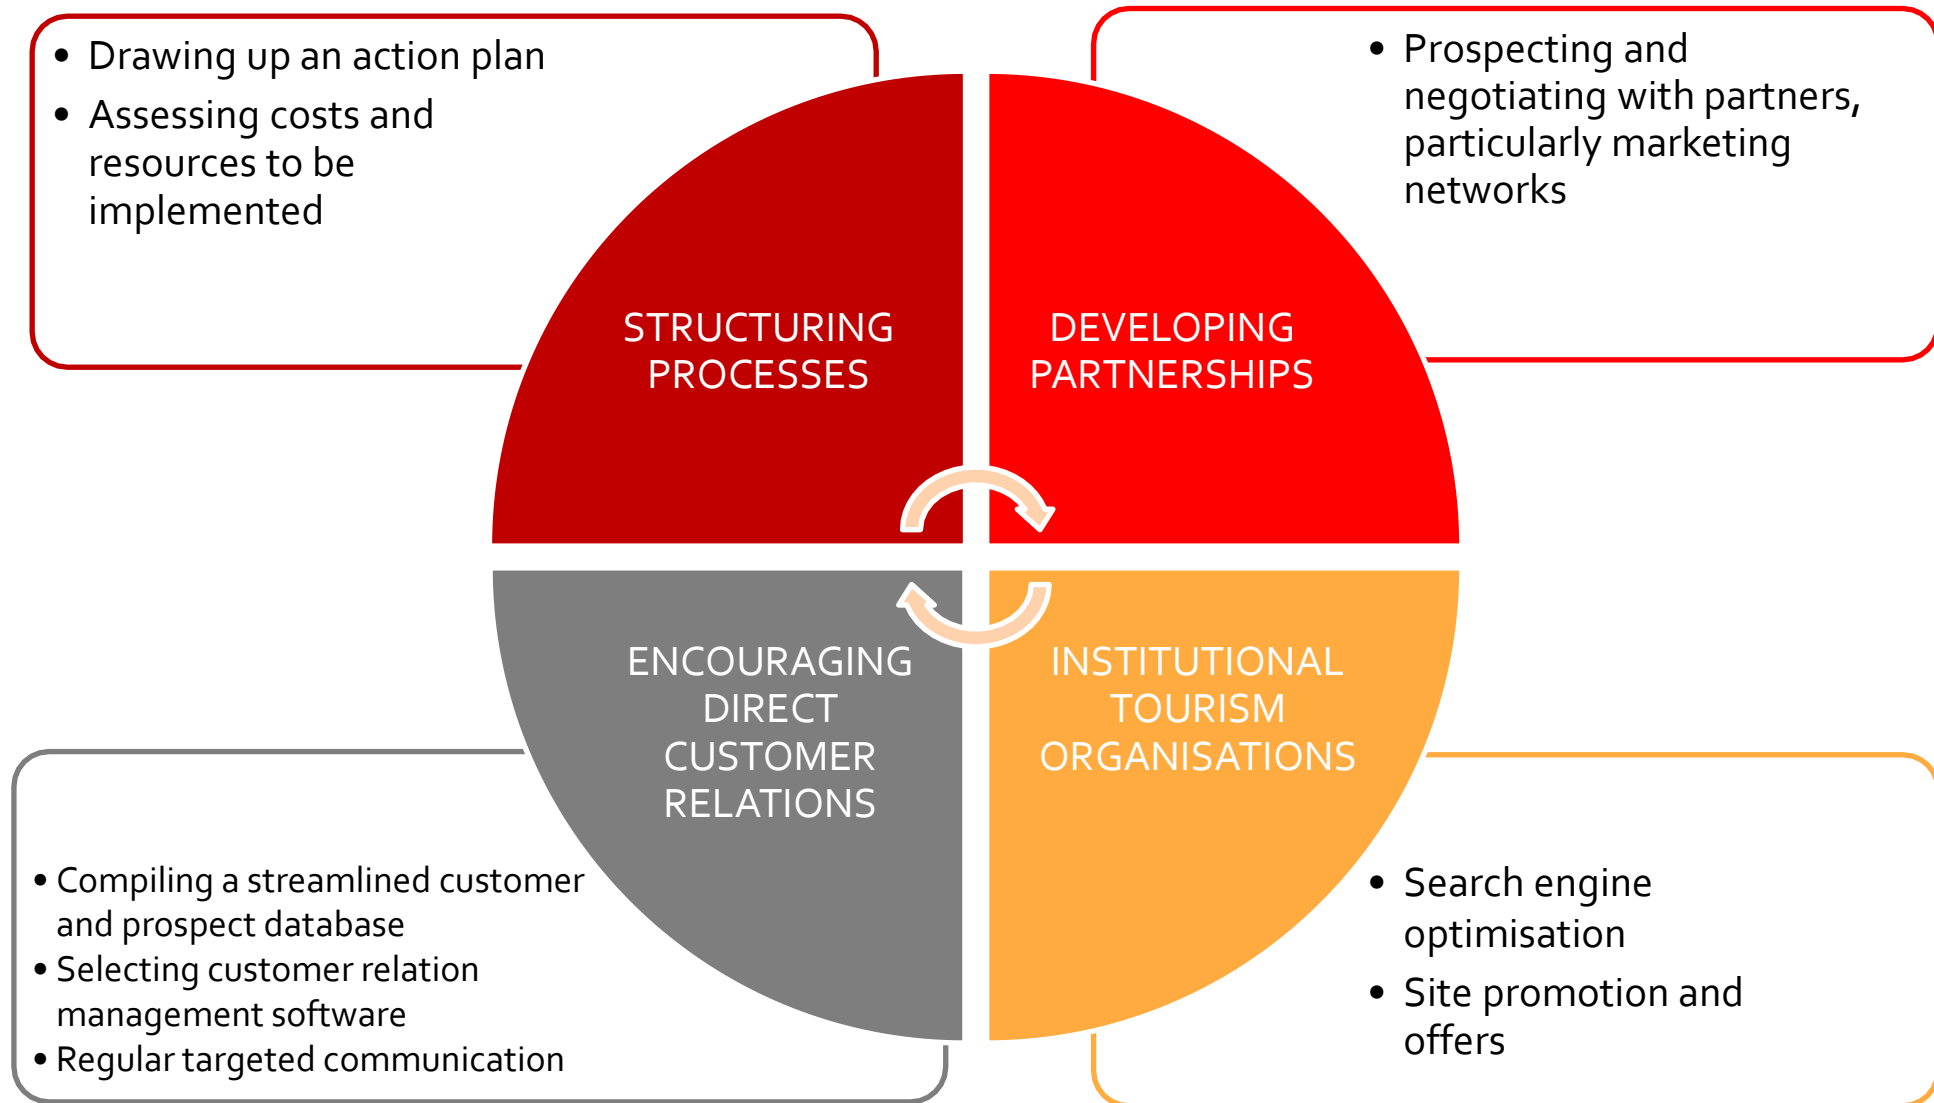 • Drawing up an action plan
• Assessing costs and
resources to be
implemented
• Prospecting and
negotiating with partners,
particularly marketing
networks
STRUCTURING
PROCESSES
DEVELOPING
PARTNERSHIPS
ENCOURAGING
DIRECT
CUSTOMER
RELATIONS
INSTITUTIONAL
TOURISM
ORGANISATIONS
• Compiling a streamlined customer
and prospect database
• Selecting customer relation
management software
• Regular targeted communication
• Search engine
optimisation
• Site promotion and
offers